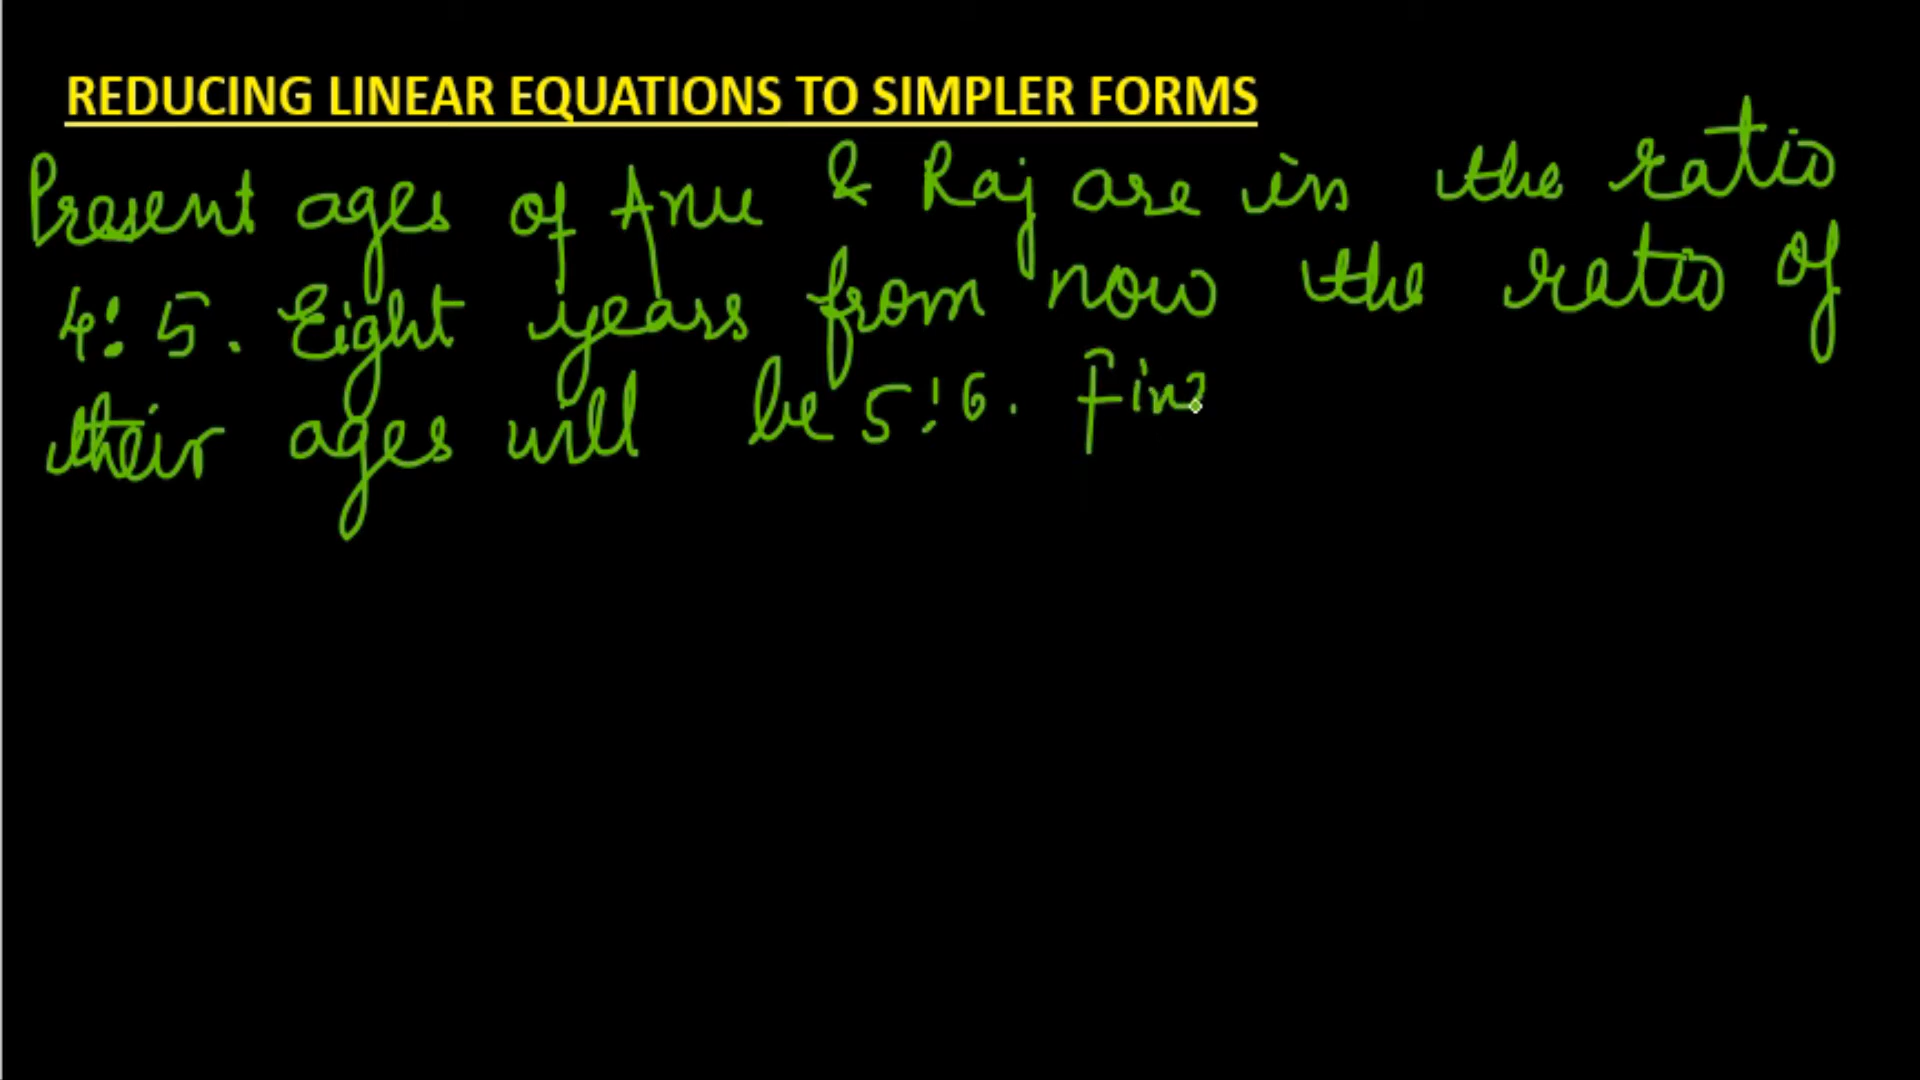 REDUCING LINEAR EQUATIONS TO SIMPLER FORMS
Present ages of Anu & Raj are in the ratio
4:5. Eight years from now the ratio of
their ages will be 5:6. Fin